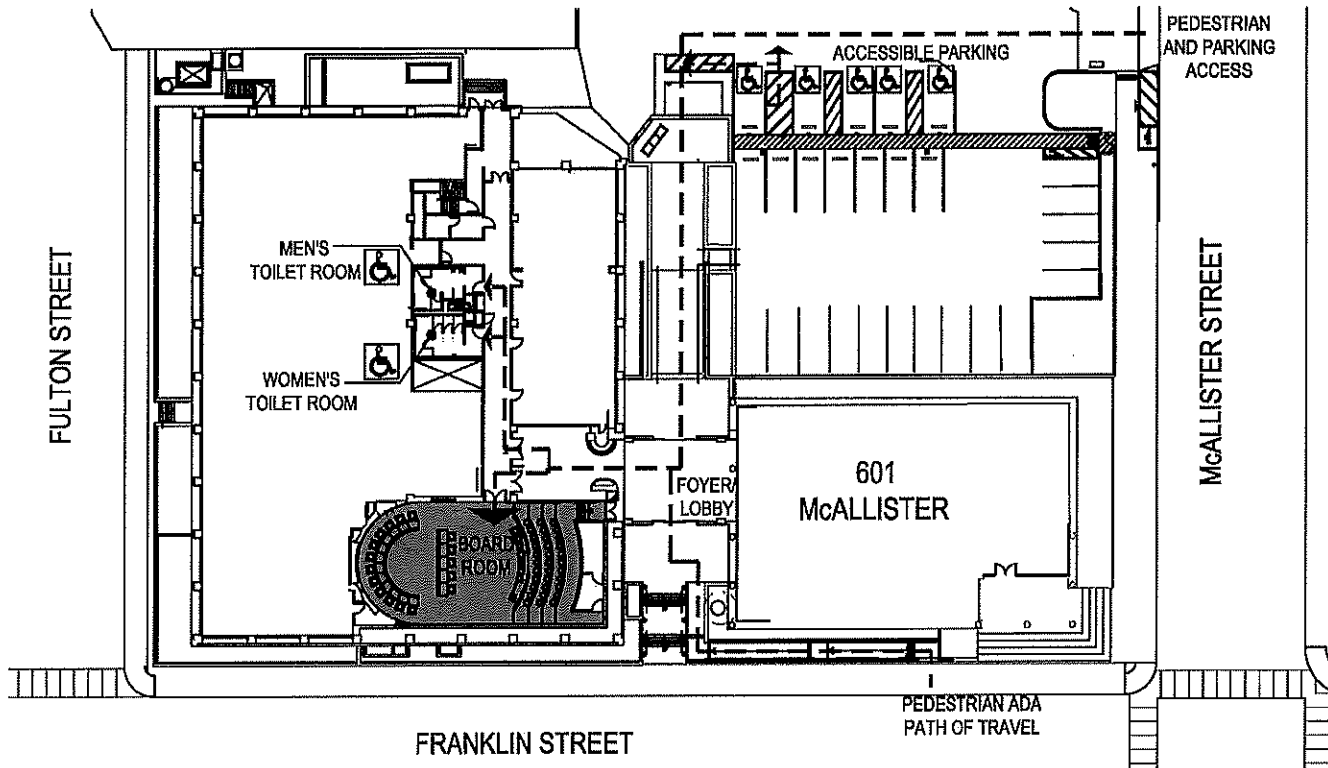 PEDESTRIAN
AND PARKING
ACCESS
ACCESSIBLE PARKING
MEN'S
TOILET ROOM
WOMEN'S
TOILET ROOM
FULTON STREET
McALLISTER STREET
FOYER/
LOBBY
601
McALLISTER
BOARD
ROOM
PEDESTRIAN ADA
PATH OF TRAVEL
FRANKLIN STREET